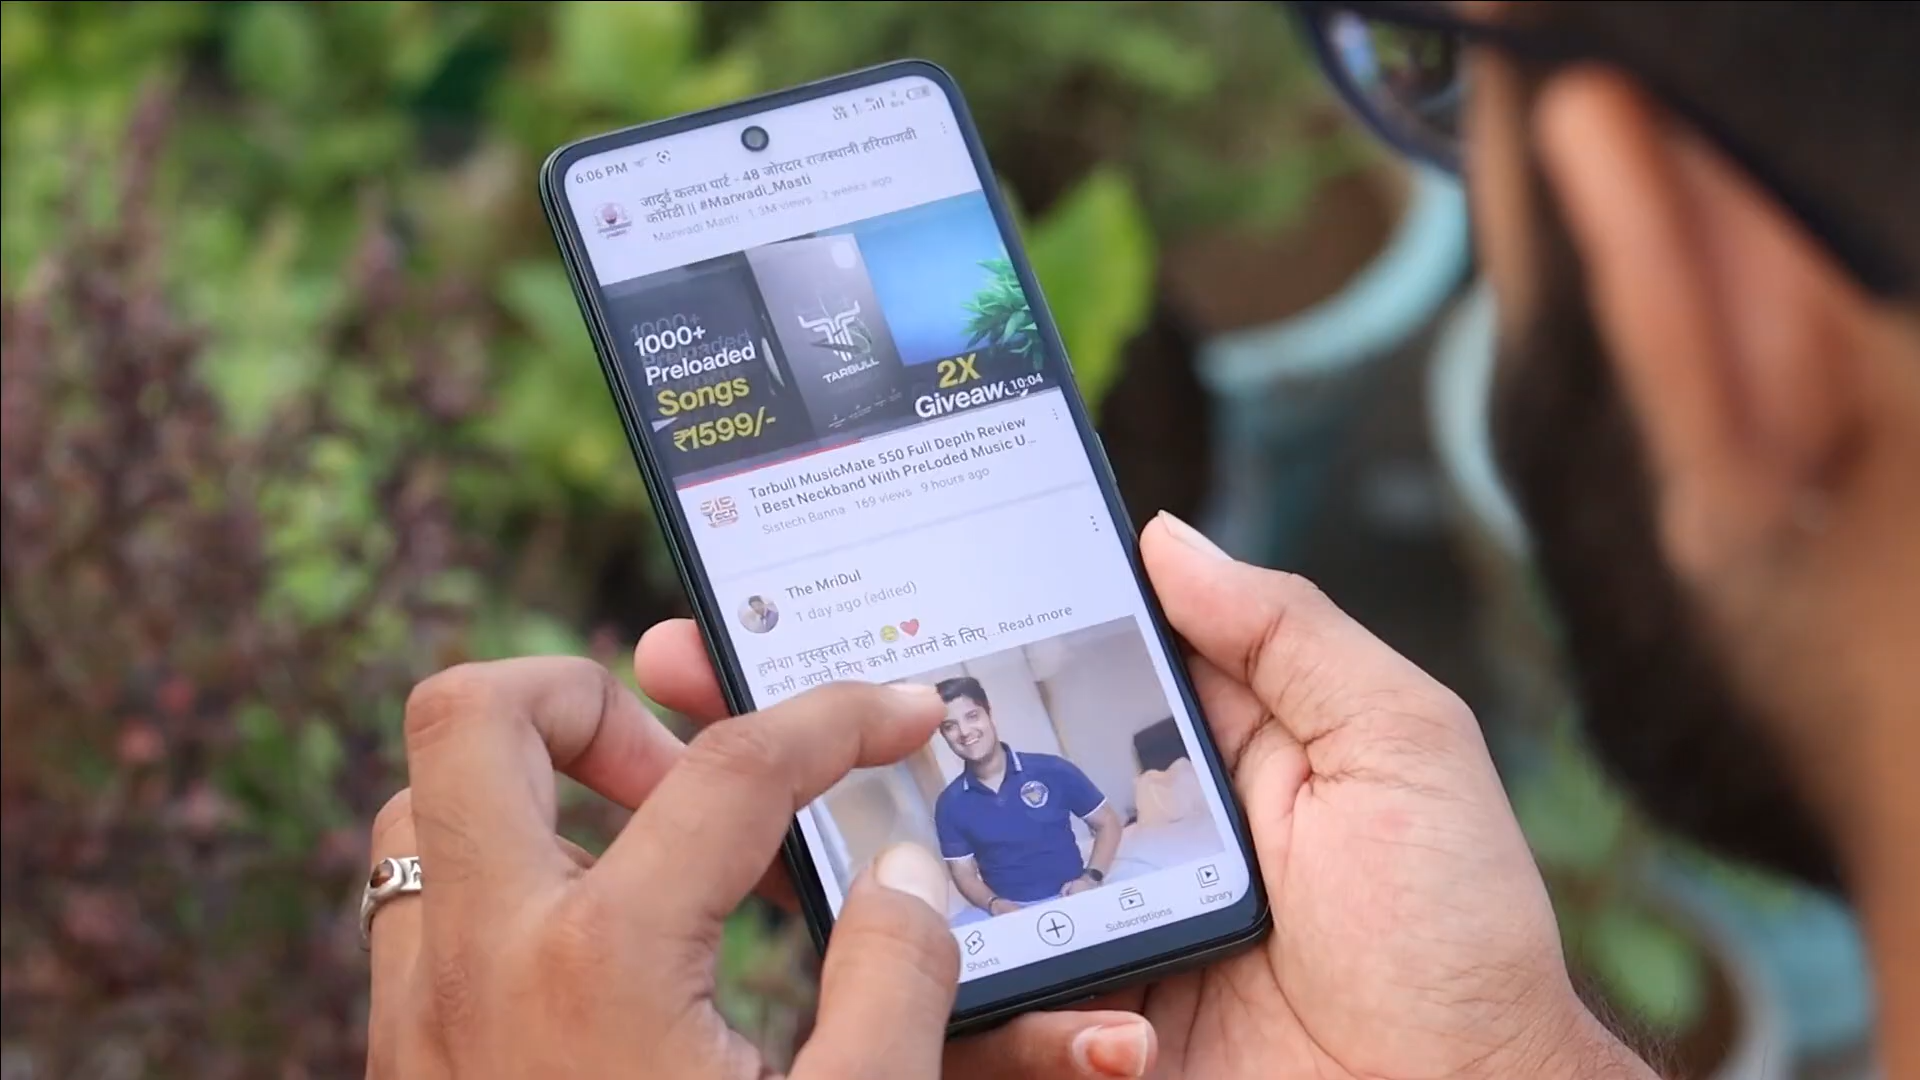 6:06 PM
जादुई कलश पार्ट - 48 जोरदार राजस्थानी हरियाणवी
कॉमेडी || #Marwadi_Masti
Marwadi Masti 1.3M views 2 weeks ago
1000+
Preloaded
Songs
₹1599/-
TARBULL
2X
Giveaw
10:04
Tarbull MusicMate 550 Full Depth Review
| Best Neckband With PreLoded Music U...
Sistech Banna 169 views 9 hours ago
The MriDul
1 day ago (edited)
हमेशा मुस्कुराते रहो 😊❤️
कभी अपने लिए कभी अपनों के लिए...Read more
Shorts
Subscriptions
Library